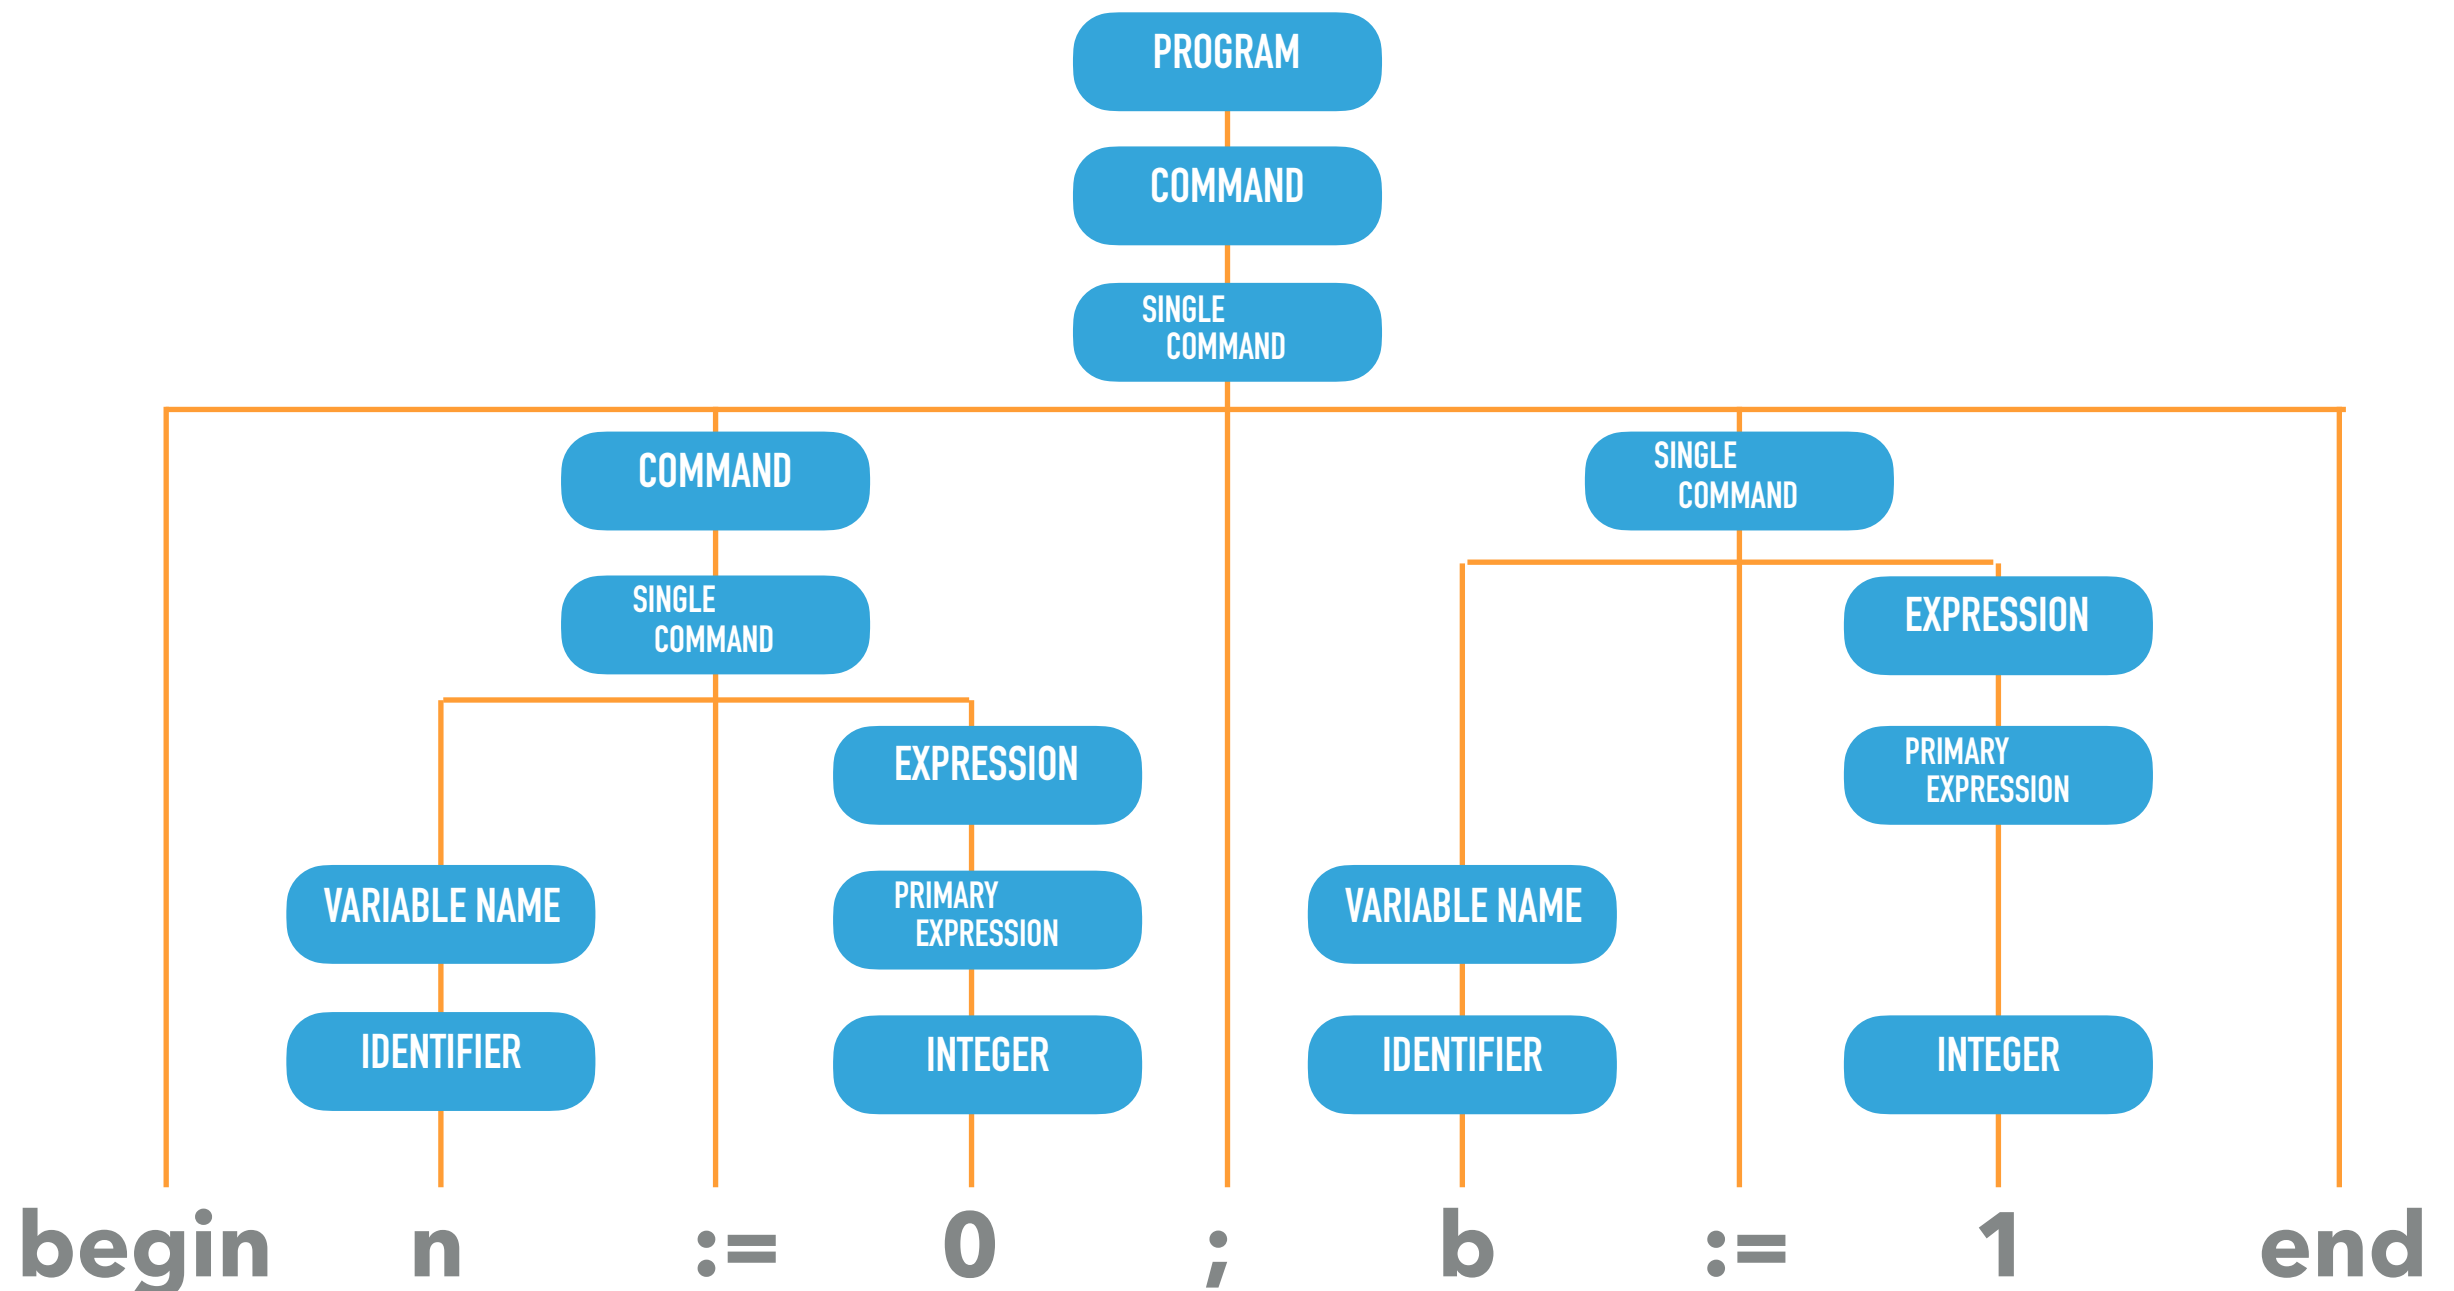 PROGRAM
COMMAND
SINGLE
COMMAND
COMMAND
SINGLE
COMMAND
SINGLE
COMMAND
EXPRESSION
EXPRESSION
PRIMARY
EXPRESSION
VARIABLE NAME
PRIMARY
EXPRESSION
VARIABLE NAME
IDENTIFIER
INTEGER
IDENTIFIER
INTEGER
begin n := 0 ; b := 1 end